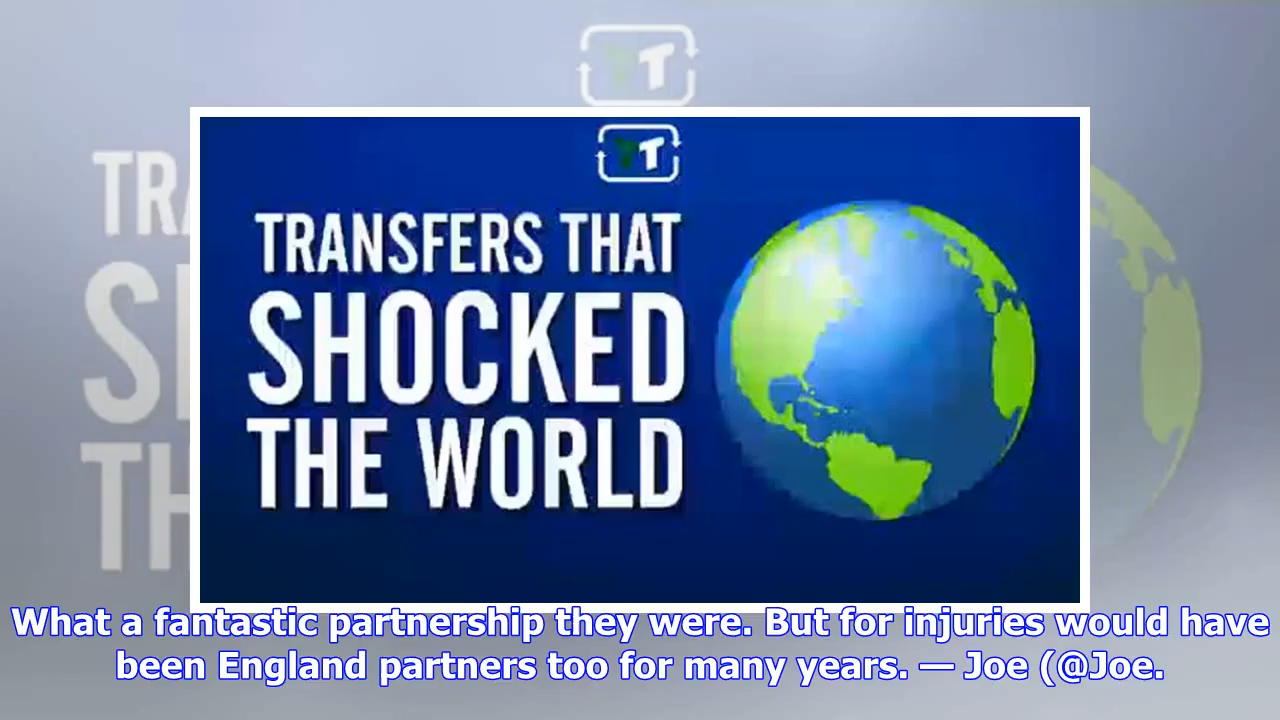 T
TRANSFERS THAT
SHOCKED
THE WORLD
What a fantastic partnership they were. But for injuries would have
been England partners too for many years. — Joe (@Joe.